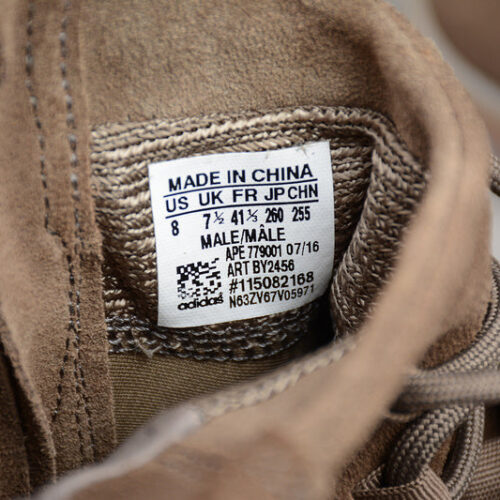 MADE IN CHINA
US UK FR JP CHN
8 7½ 41⅓ 260 255
MALE/MÂLE
APE 779001 07/16
ART BY2456
#115082168
adidas N63ZV67V05971